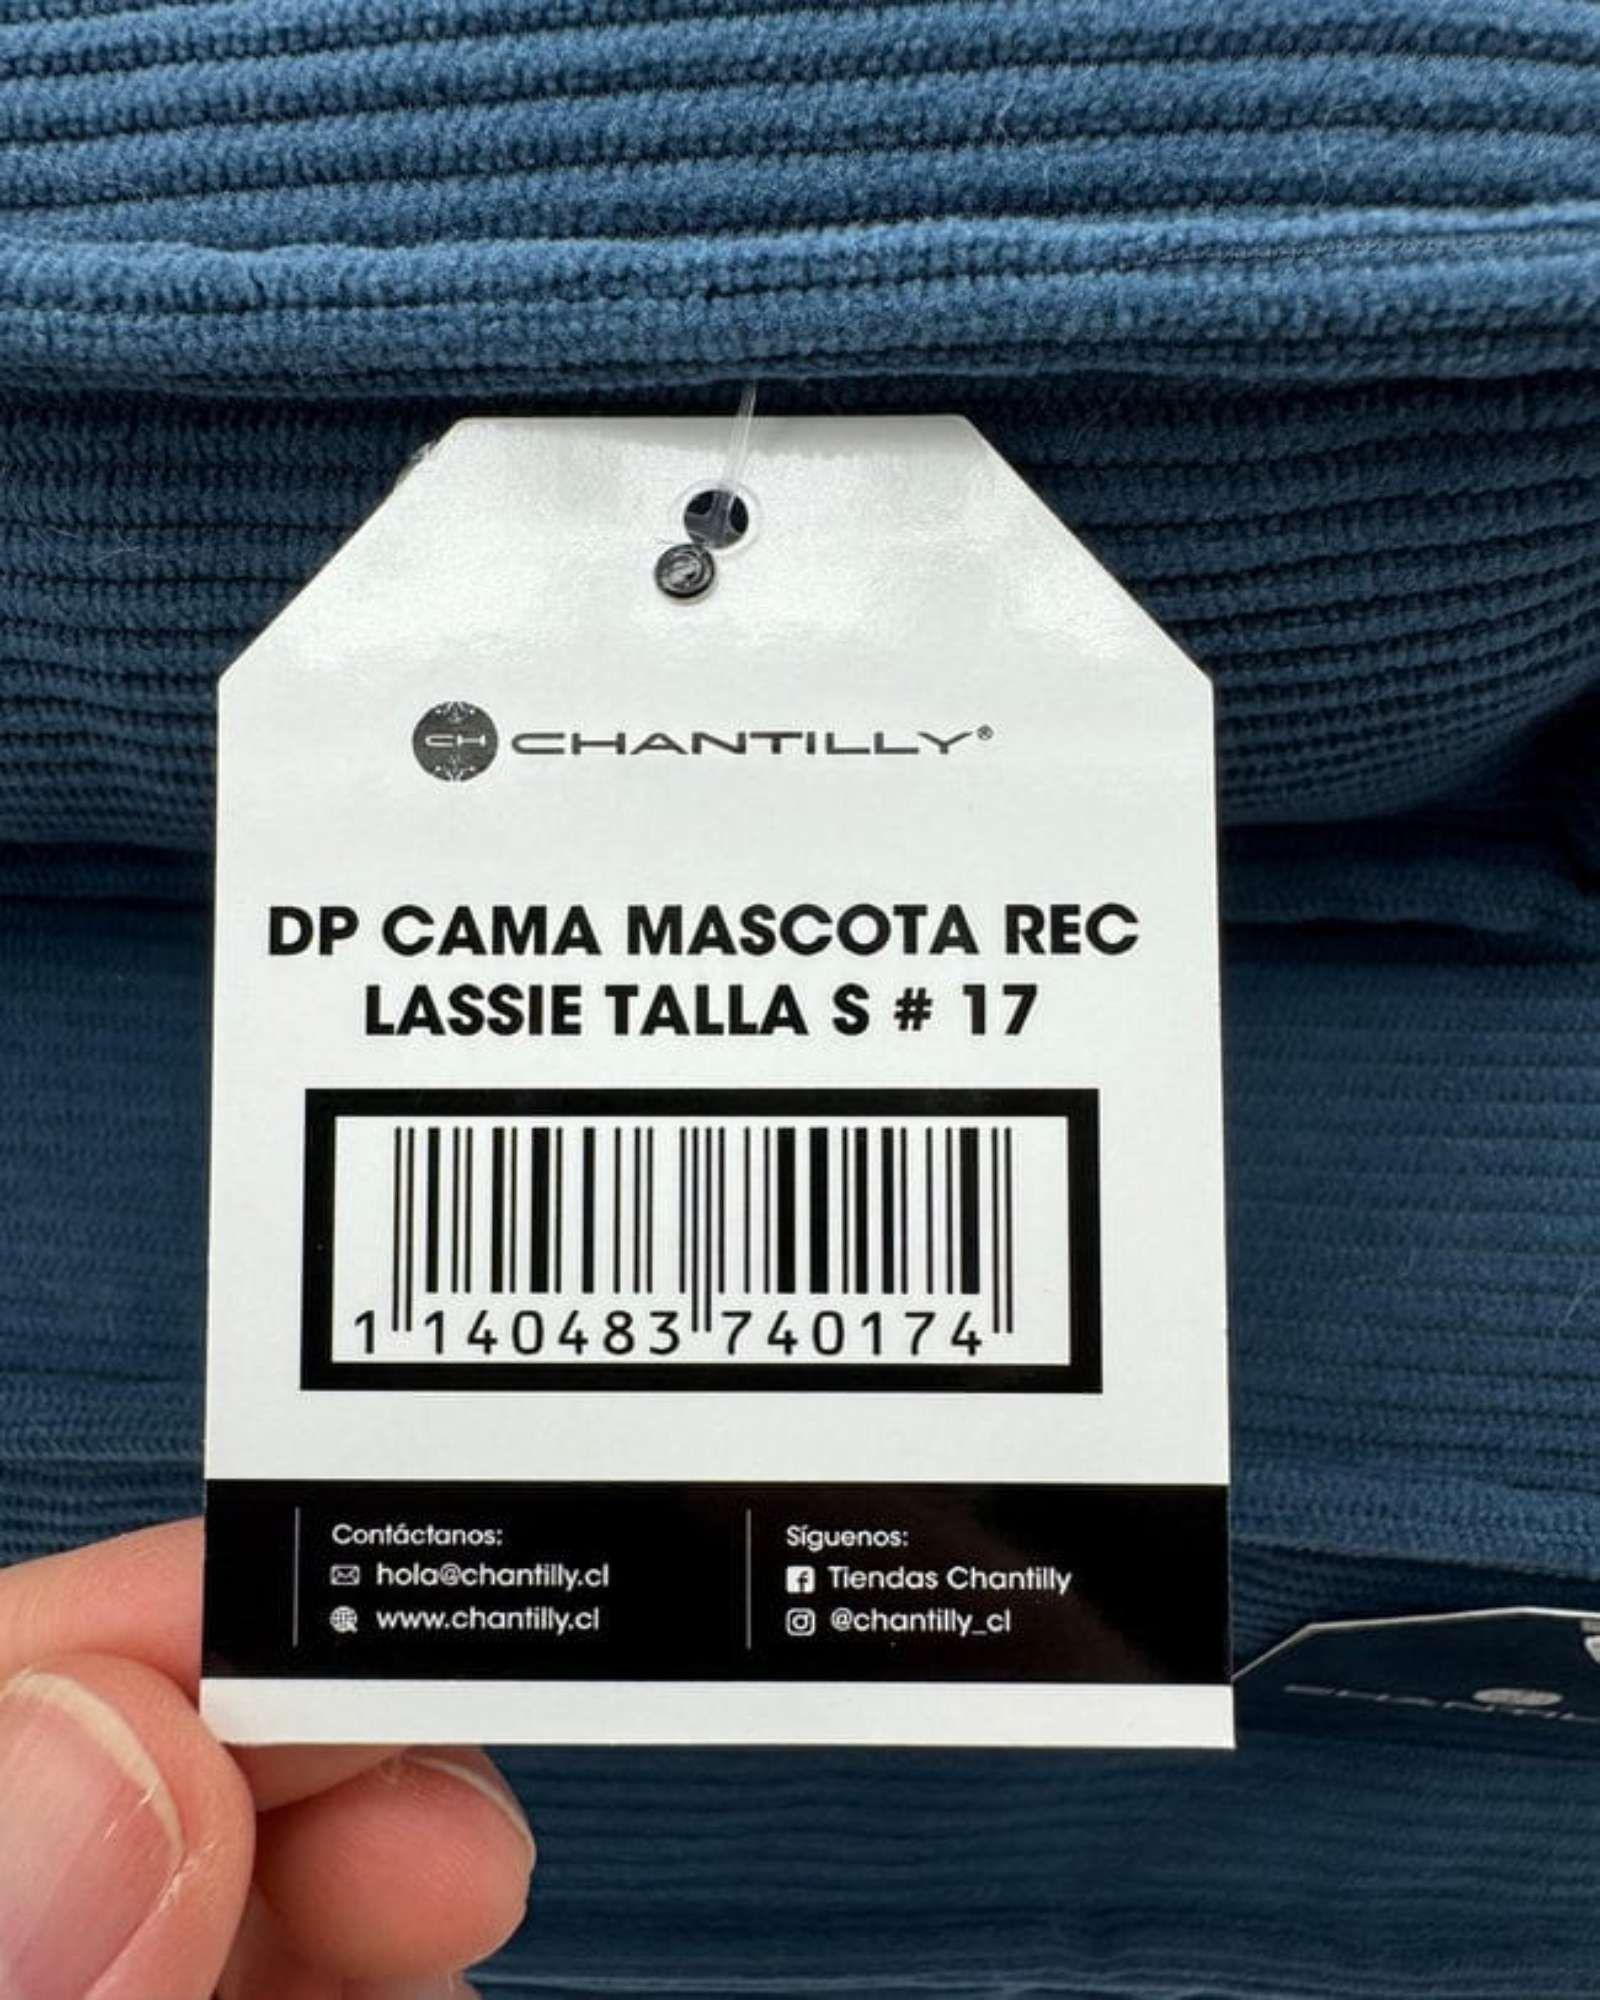 CH CHANTILLY®
DP CAMA MASCOTA REC
LASSIE TALLA S # 17
1 140483 740174
Contáctanos:
hola@chantilly.cl
www.chantilly.cl
Síguenos:
Tiendas Chantilly
@chantilly_cl